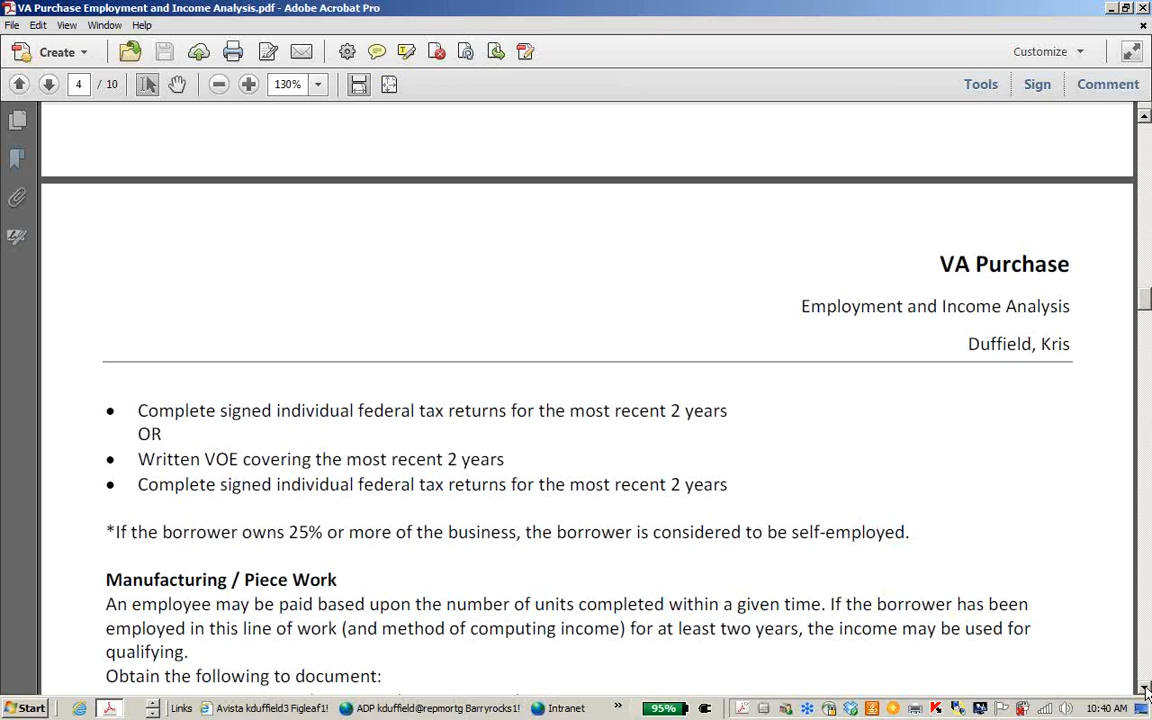 VA Purchase Employment and Income Analysis.pdf - Adobe Acrobat Pro
File Edit View Window Help
Create Customize
4 / 10 130% Tools Sign Comment
VA Purchase
Employment and Income Analysis
Duffield, Kris
• Complete signed individual federal tax returns for the most recent 2 years
OR
• Written VOE covering the most recent 2 years
• Complete signed individual federal tax returns for the most recent 2 years
*If the borrower owns 25% or more of the business, the borrower is considered to be self-employed.
Manufacturing / Piece Work
An employee may be paid based upon the number of units completed within a given time. If the borrower has been
employed in this line of work (and method of computing income) for at least two years, the income may be used for
qualifying.
Obtain the following to document:
Start Links Avista kduffield3 Figleaf1! ADP kduffield@repmortg Barryrocks1! Intranet » 95% 10:40 AM